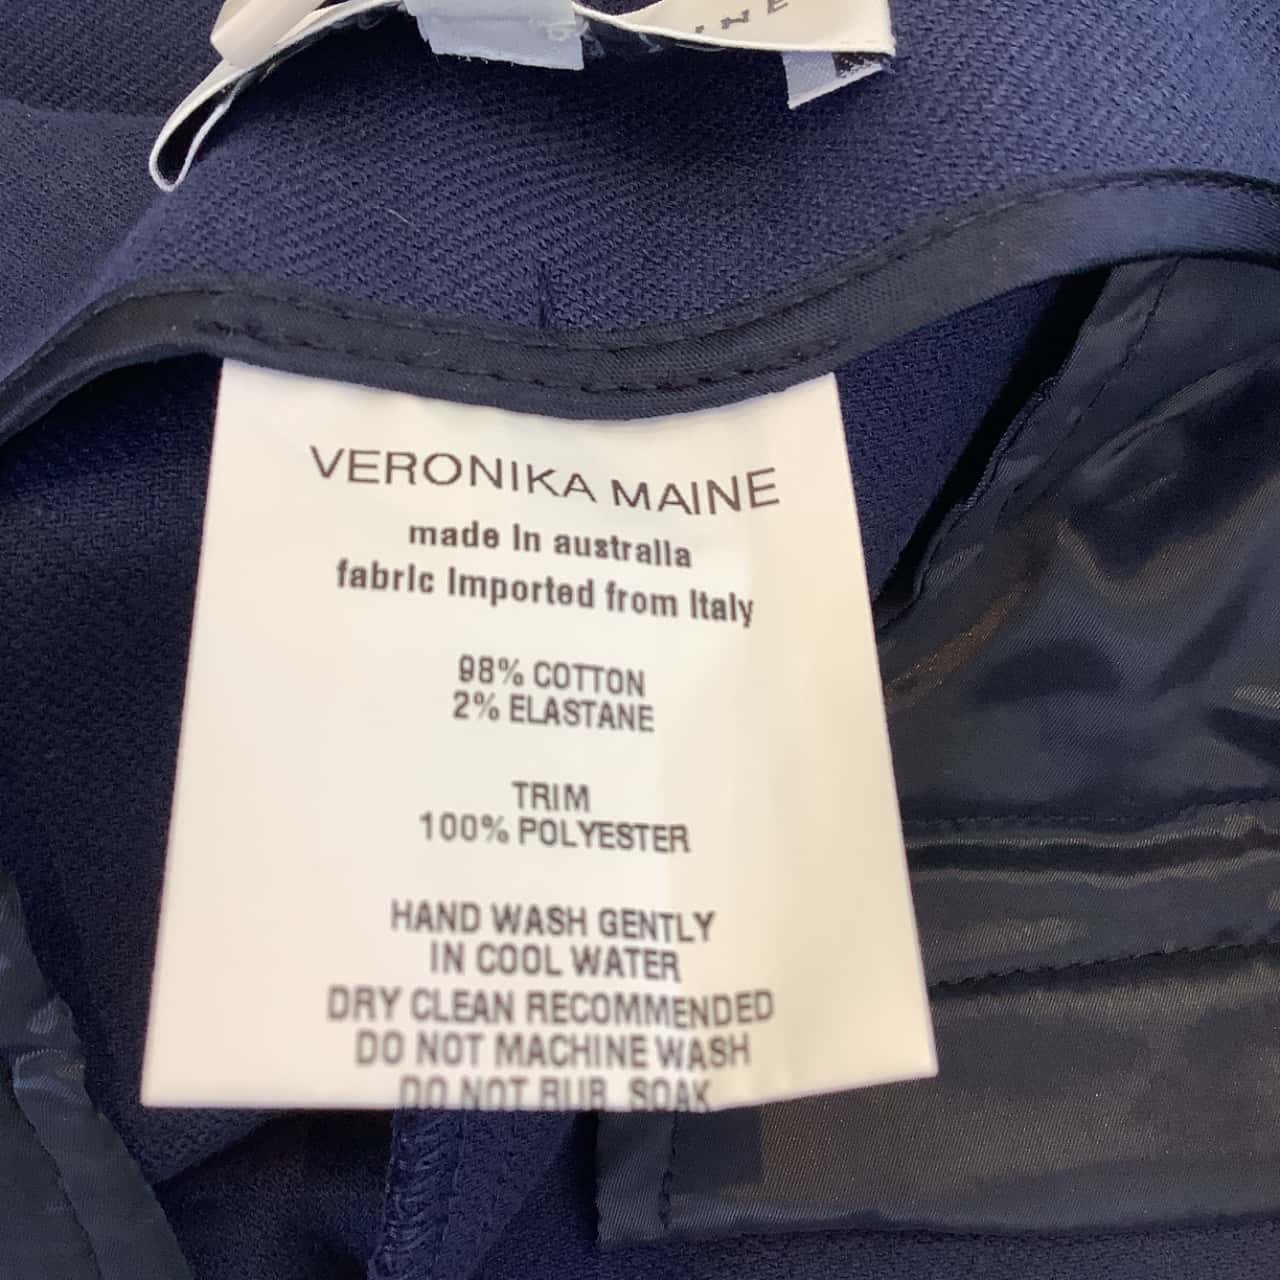 VERONIKA MAINE
made in australia
fabric Imported from Italy
98% COTTON
2% ELASTANE
TRIM
100% POLYESTER
HAND WASH GENTLY
IN COOL WATER
DRY CLEAN RECOMMENDED
DO NOT MACHINE WASH
DO NOT RUB, SOAK